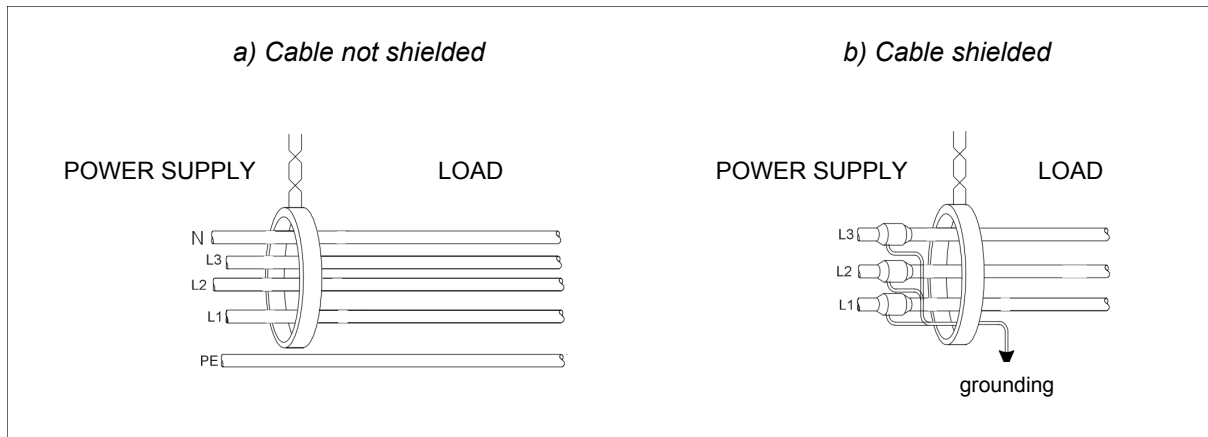 a) Cable not shielded
POWER SUPPLY
LOAD
N
L3
L2
L1
PE
b) Cable shielded
POWER SUPPLY
LOAD
L3
L2
L1
grounding